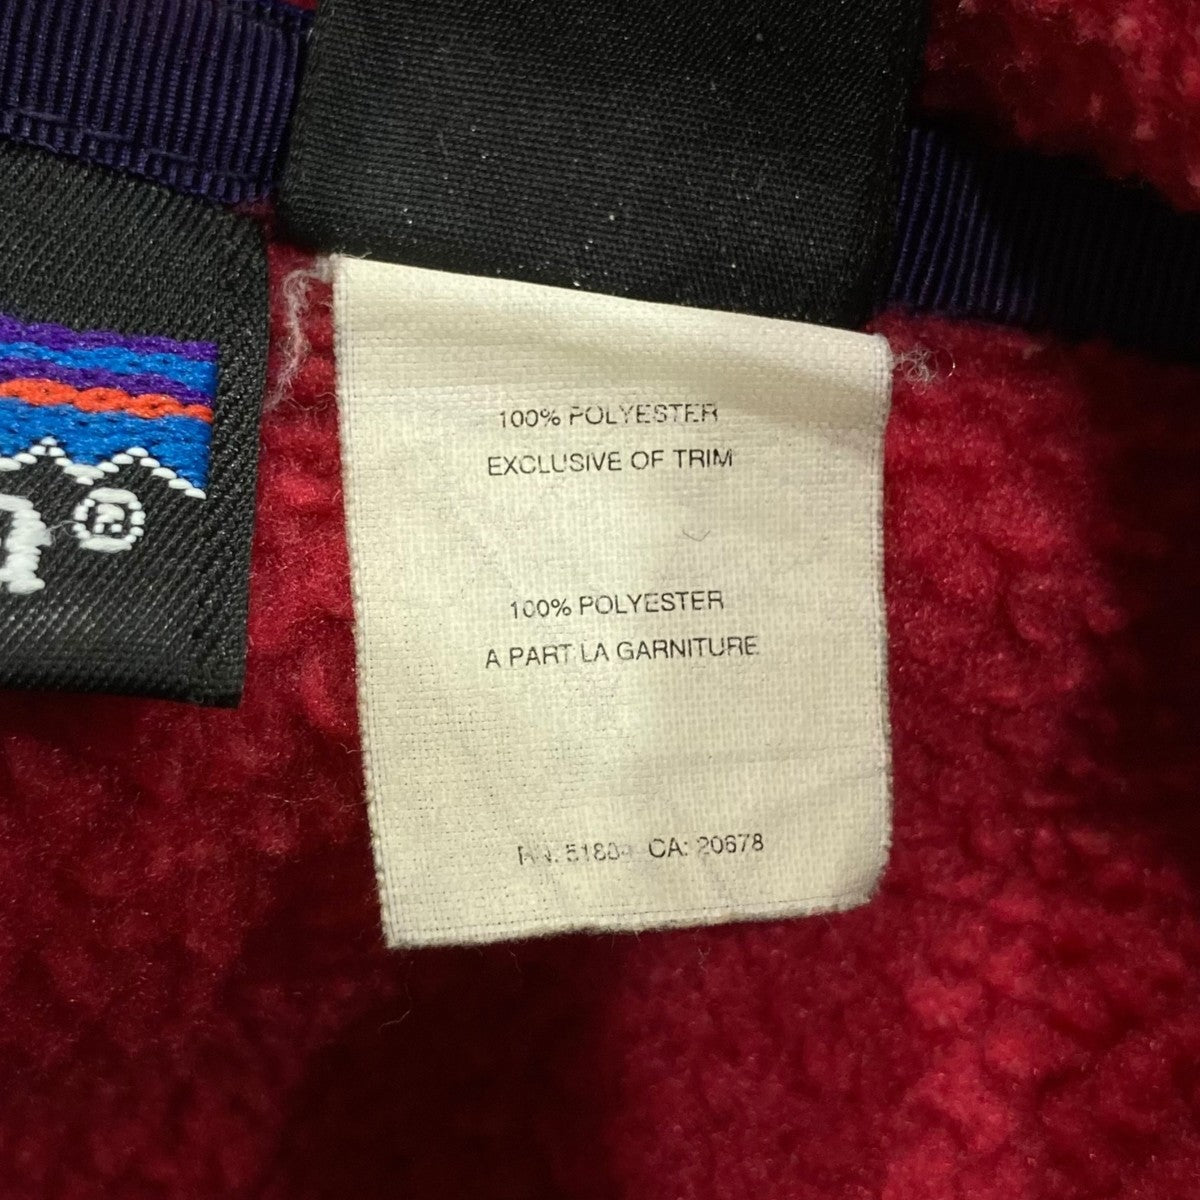 100% POLYESTER
EXCLUSIVE OF TRIM
100% POLYESTER
A PART LA GARNITURE
CA: 20678
®